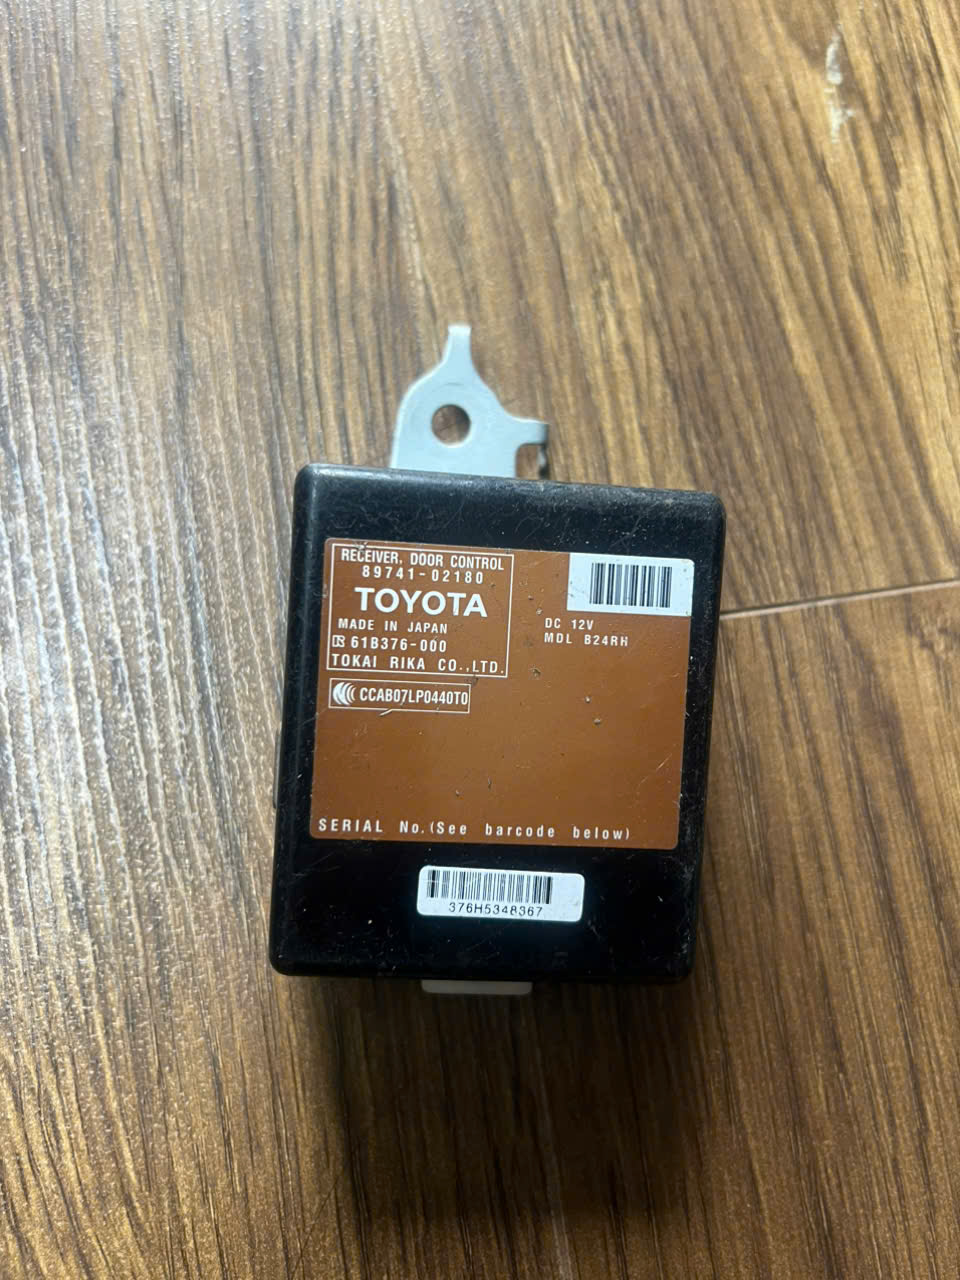 RECEIVER, DOOR CONTROL
89741-02180
TOYOTA
MADE IN JAPAN
61B376-000
TOKAI RIKA CO.,LTD.
CCAB07LP0440T0
DC 12V
MDL B24RH
SERIAL No.(See barcode below)
376H5348367